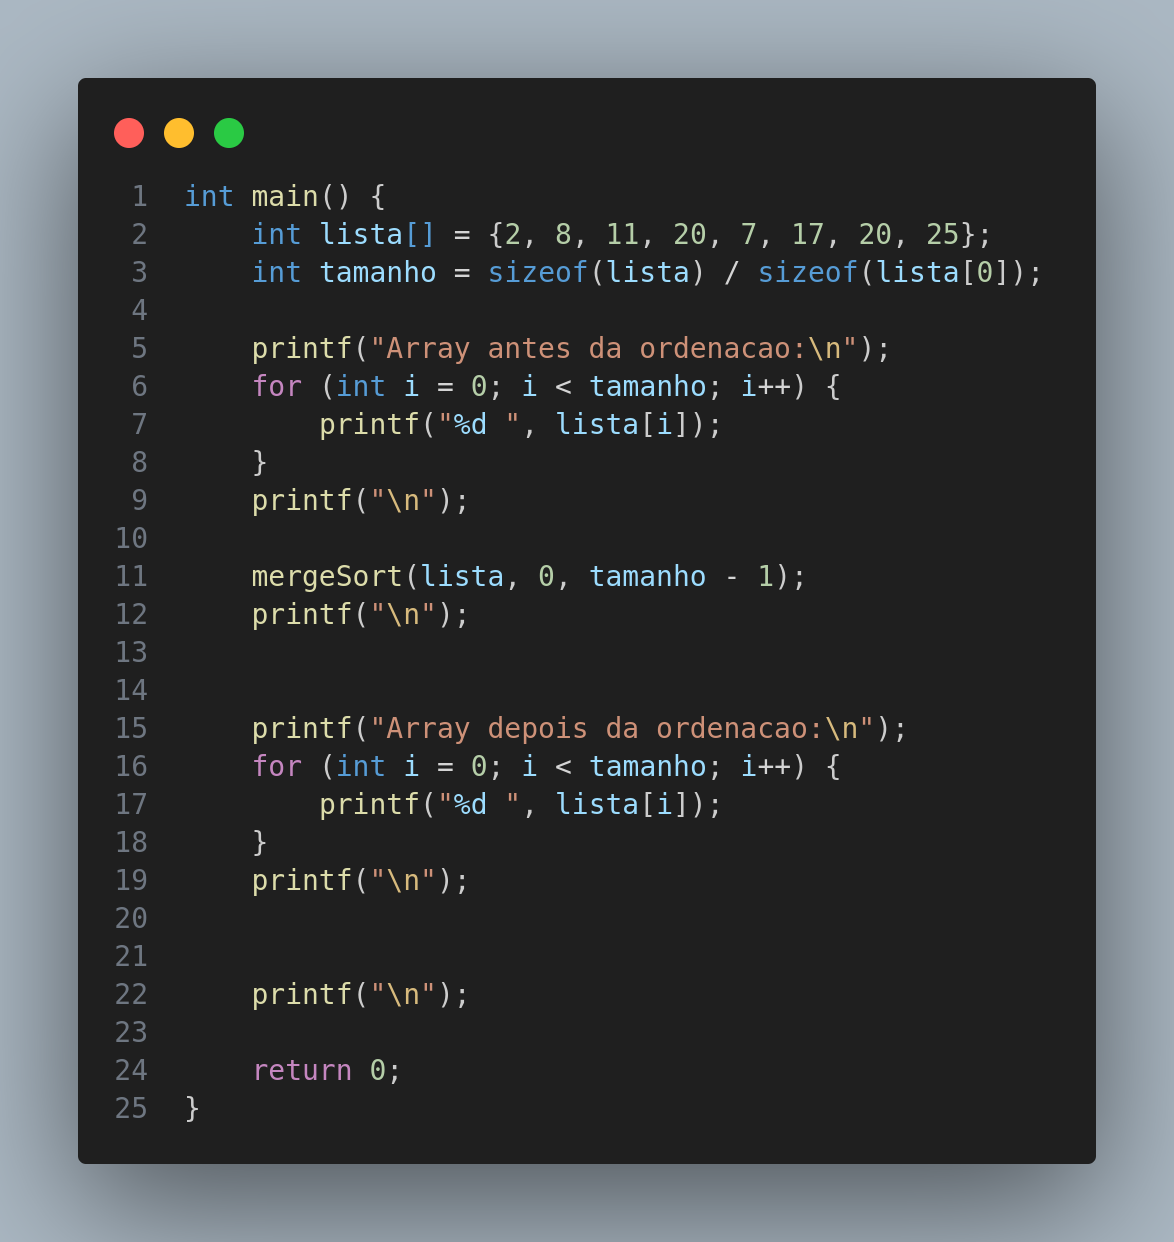 1 int main() {
2     int lista[] = {2, 8, 11, 20, 7, 17, 20, 25};
3     int tamanho = sizeof(lista) / sizeof(lista[0]);
4
5     printf("Array antes da ordenacao:\n");
6     for (int i = 0; i < tamanho; i++) {
7         printf("%d ", lista[i]);
8     }
9     printf("\n");
10
11     mergeSort(lista, 0, tamanho - 1);
12     printf("\n");
13
14
15     printf("Array depois da ordenacao:\n");
16     for (int i = 0; i < tamanho; i++) {
17         printf("%d ", lista[i]);
18     }
19     printf("\n");
20
21
22     printf("\n");
23
24     return 0;
25 }